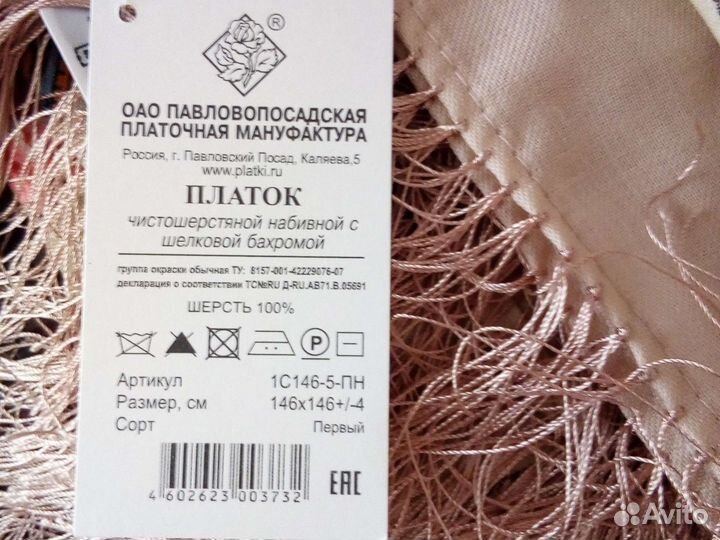 ®
ОАО ПАВЛОВОПОСАДСКАЯ
ПЛАТОЧНАЯ МАНУФАКТУРА
Россия, г. Павловский Посад, Каляева,5
www.platki.ru
ПЛАТОК
чистошерстяной набивной с
шелковой бахромой
группа окраски обычная ТУ: 8157-001-42229076-07
декларация о соответствии ТС№RU Д-RU.АВ71.В.05691
ШЕРСТЬ 100%
P
Артикул 1С146-5-ПН
Размер, см 146х146+/-4
Сорт Первый
4 602623 003732
EAC
Avito